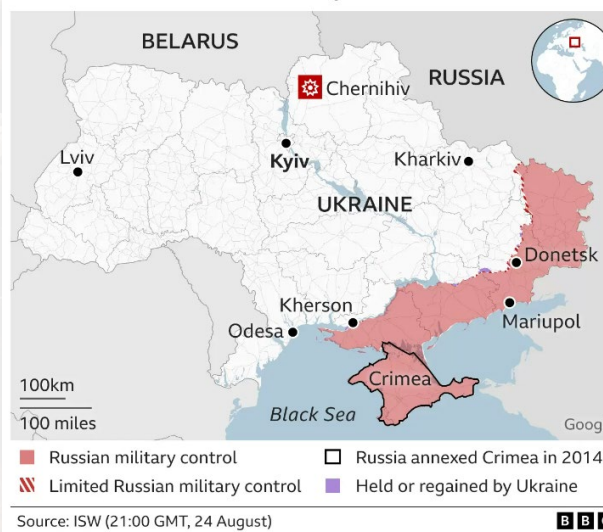 BELARUS
RUSSIA
Chernihiv
Lviv
Kyiv
Kharkiv
UKRAINE
Donetsk
Kherson
Mariupol
Odesa
Crimea
100km
100 miles
Black Sea
Goog
Russian military control
Russia annexed Crimea in 2014
Limited Russian military control
Held or regained by Ukraine
Source: ISW (21:00 GMT, 24 August)
B B